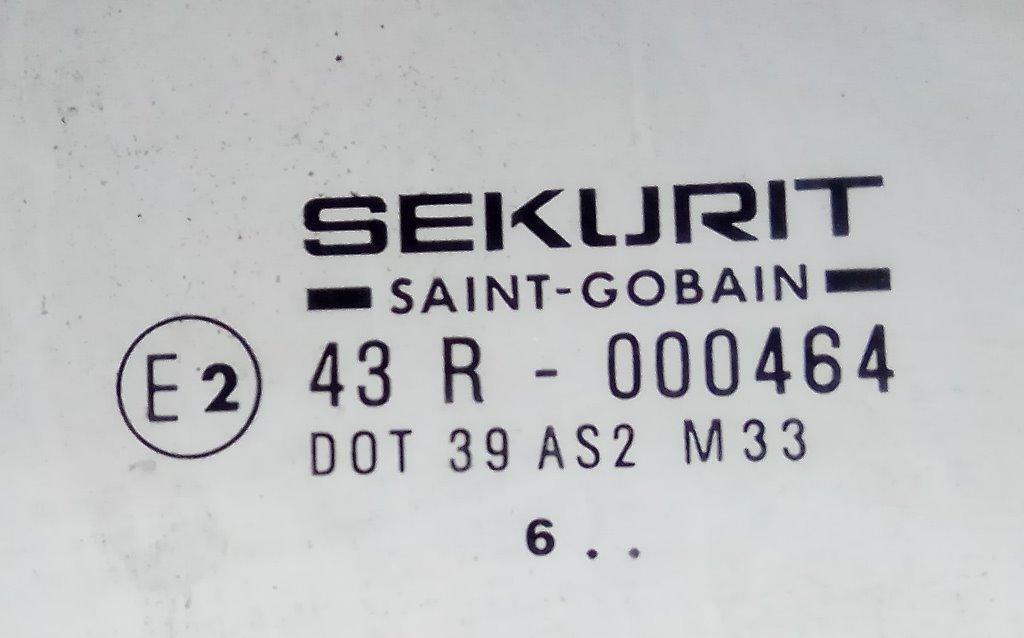 SEKURIT
SAINT-GOBAIN
E2 43 R - 000464
DOT 39 AS2 M33
6 . .